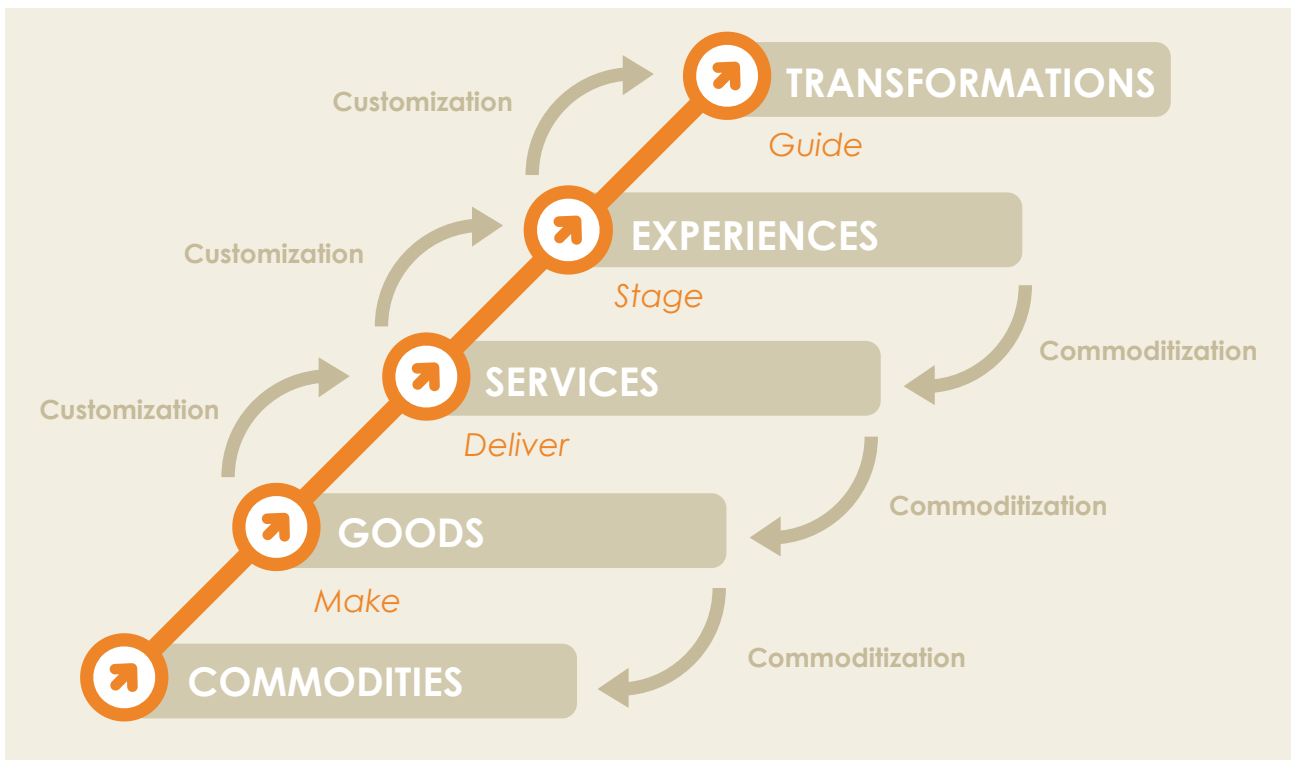 TRANSFORMATIONS
Customization
Guide
EXPERIENCES
Customization
Stage
Commoditization
SERVICES
Customization
Deliver
Commoditization
GOODS
Make
Commoditization
COMMODITIES